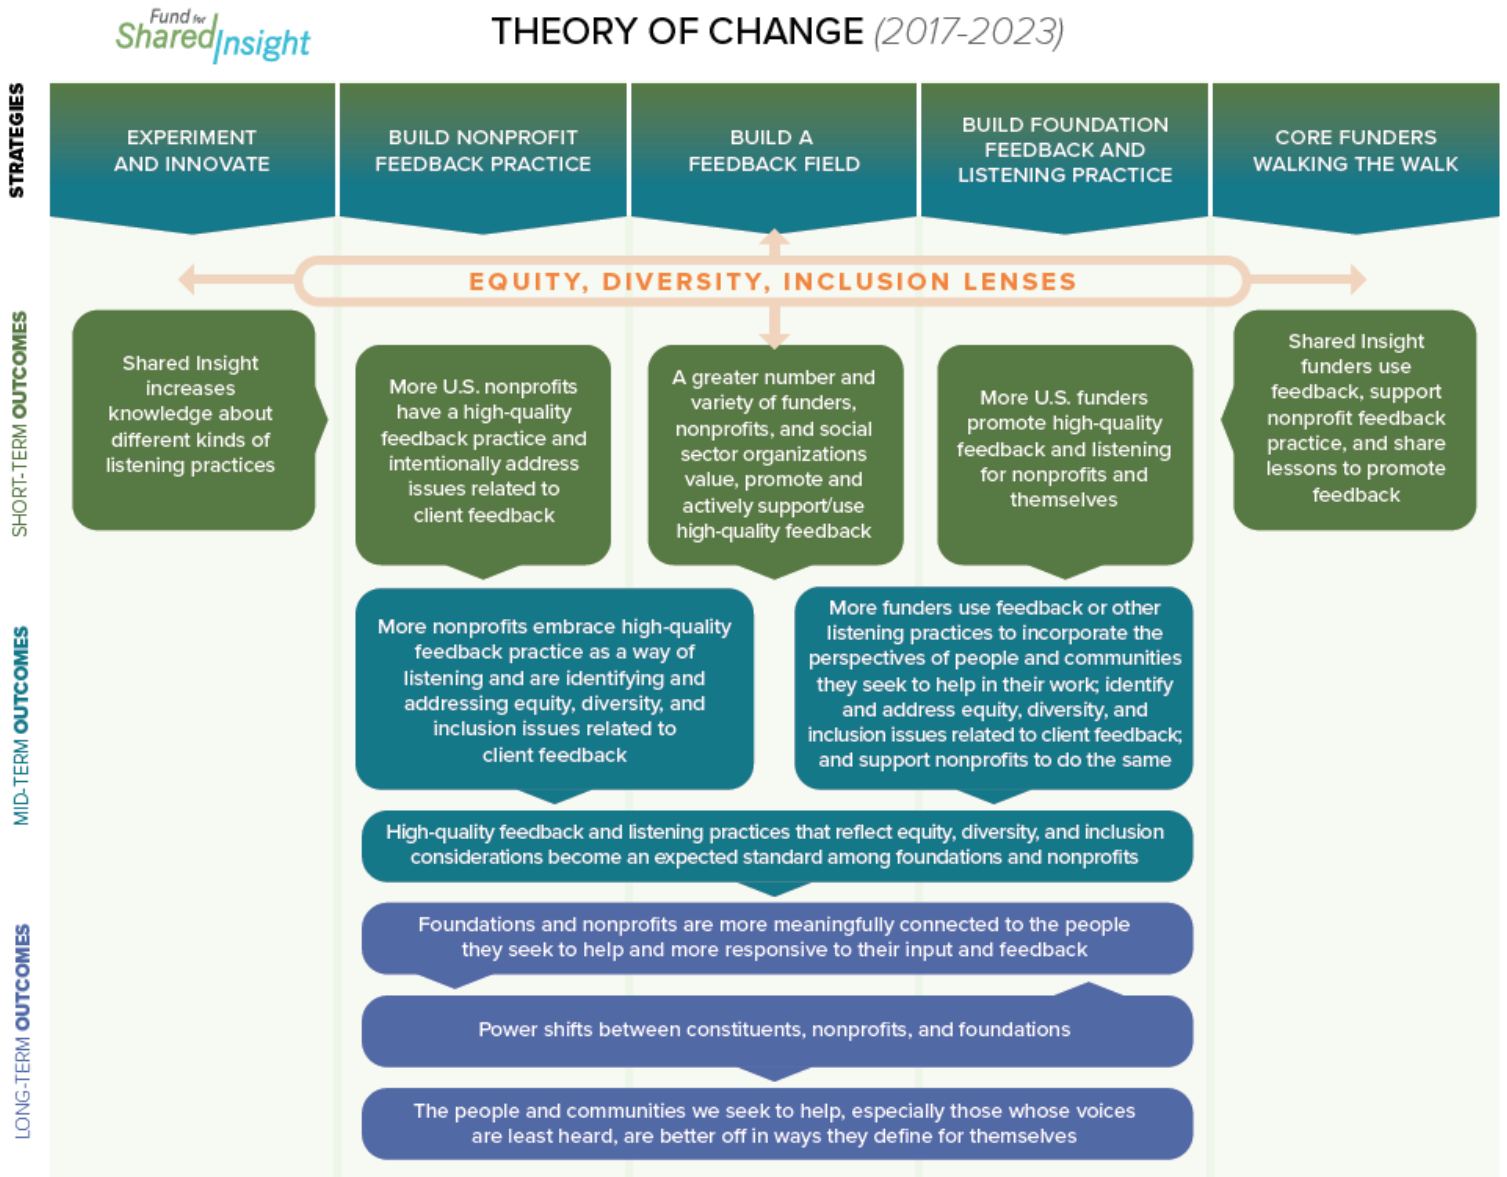 Fund for
Shared Insight
THEORY OF CHANGE (2017-2023)
STRATEGIES
EXPERIMENT
AND INNOVATE
BUILD NONPROFIT
FEEDBACK PRACTICE
BUILD A
FEEDBACK FIELD
BUILD FOUNDATION
FEEDBACK AND
LISTENING PRACTICE
CORE FUNDERS
WALKING THE WALK
EQUITY, DIVERSITY, INCLUSION LENSES
SHORT-TERM OUTCOMES
Shared Insight
increases
knowledge about
different kinds of
listening practices
More U.S. nonprofits
have a high-quality
feedback practice and
intentionally address
issues related to
client feedback
A greater number and
variety of funders,
nonprofits, and social
sector organizations
value, promote and
actively support/use
high-quality feedback
More U.S. funders
promote high-quality
feedback and listening
for nonprofits and
themselves
Shared Insight
funders use
feedback, support
nonprofit feedback
practice, and share
lessons to promote
feedback
MID-TERM OUTCOMES
More nonprofits embrace high-quality
feedback practice as a way of
listening and are identifying and
addressing equity, diversity, and
inclusion issues related to
client feedback
More funders use feedback or other
listening practices to incorporate the
perspectives of people and communities
they seek to help in their work; identify
and address equity, diversity, and
inclusion issues related to client feedback;
and support nonprofits to do the same
High-quality feedback and listening practices that reflect equity, diversity, and inclusion
considerations become an expected standard among foundations and nonprofits
LONG-TERM OUTCOMES
Foundations and nonprofits are more meaningfully connected to the people
they seek to help and more responsive to their input and feedback
Power shifts between constituents, nonprofits, and foundations
The people and communities we seek to help, especially those whose voices
are least heard, are better off in ways they define for themselves